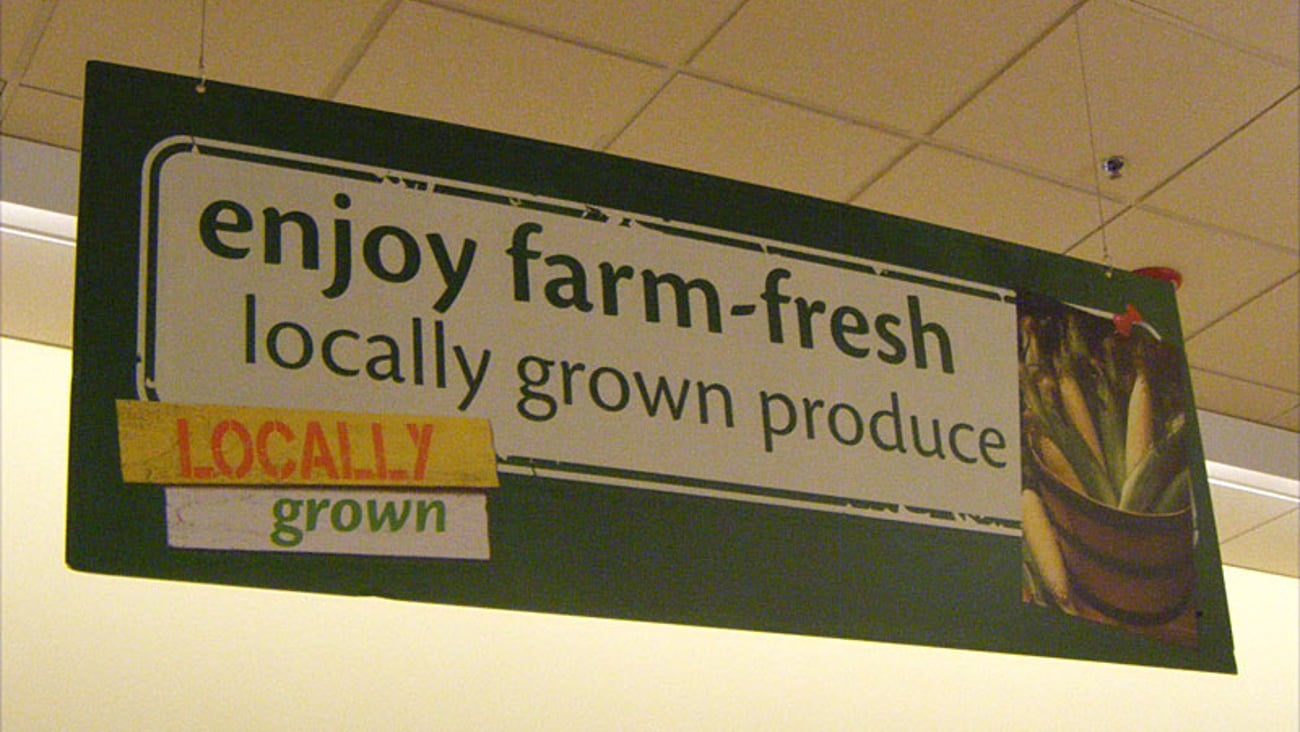 enjoy farm-fresh
locally grown produce
LOCALLY
grown